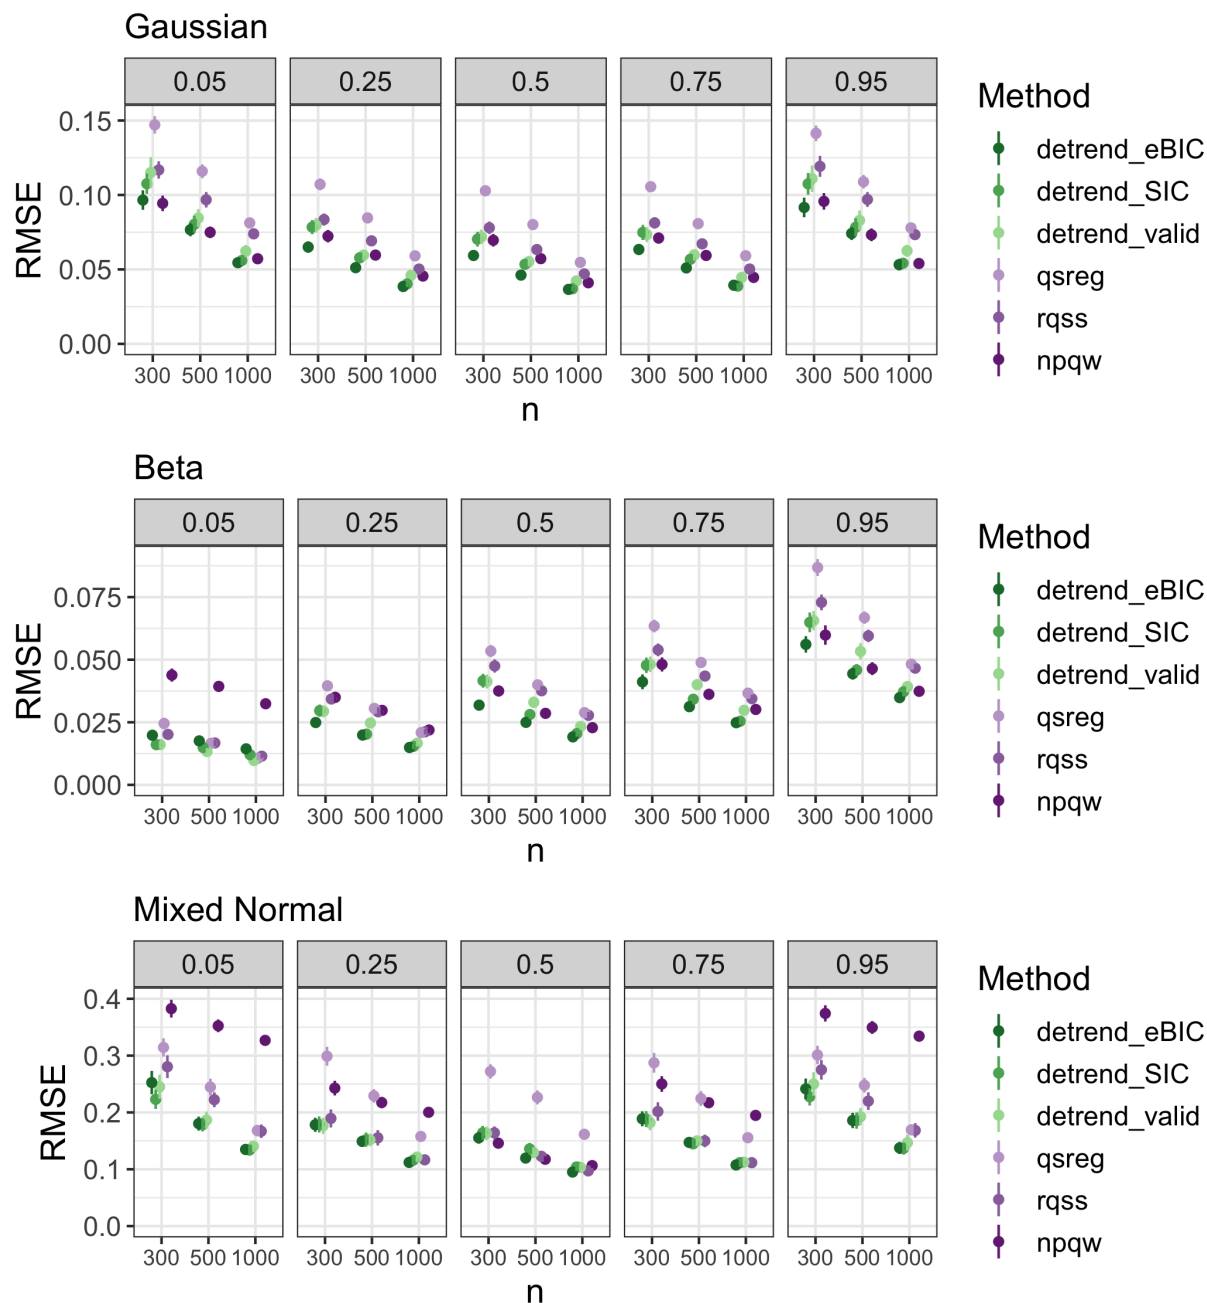 Gaussian
0.05 0.25 0.5 0.75 0.95
RMSE
0.15
0.10
0.05
0.00
300 500 1000 300 500 1000 300 500 1000 300 500 1000 300 500 1000
n
Method
detrend_eBIC
detrend_SIC
detrend_valid
qsreg
rqss
npqw
Beta
0.05 0.25 0.5 0.75 0.95
RMSE
0.075
0.050
0.025
0.000
300 500 1000 300 500 1000 300 500 1000 300 500 1000 300 500 1000
n
Method
detrend_eBIC
detrend_SIC
detrend_valid
qsreg
rqss
npqw
Mixed Normal
0.05 0.25 0.5 0.75 0.95
RMSE
0.4
0.3
0.2
0.1
0.0
300 500 1000 300 500 1000 300 500 1000 300 500 1000 300 500 1000
n
Method
detrend_eBIC
detrend_SIC
detrend_valid
qsreg
rqss
npqw